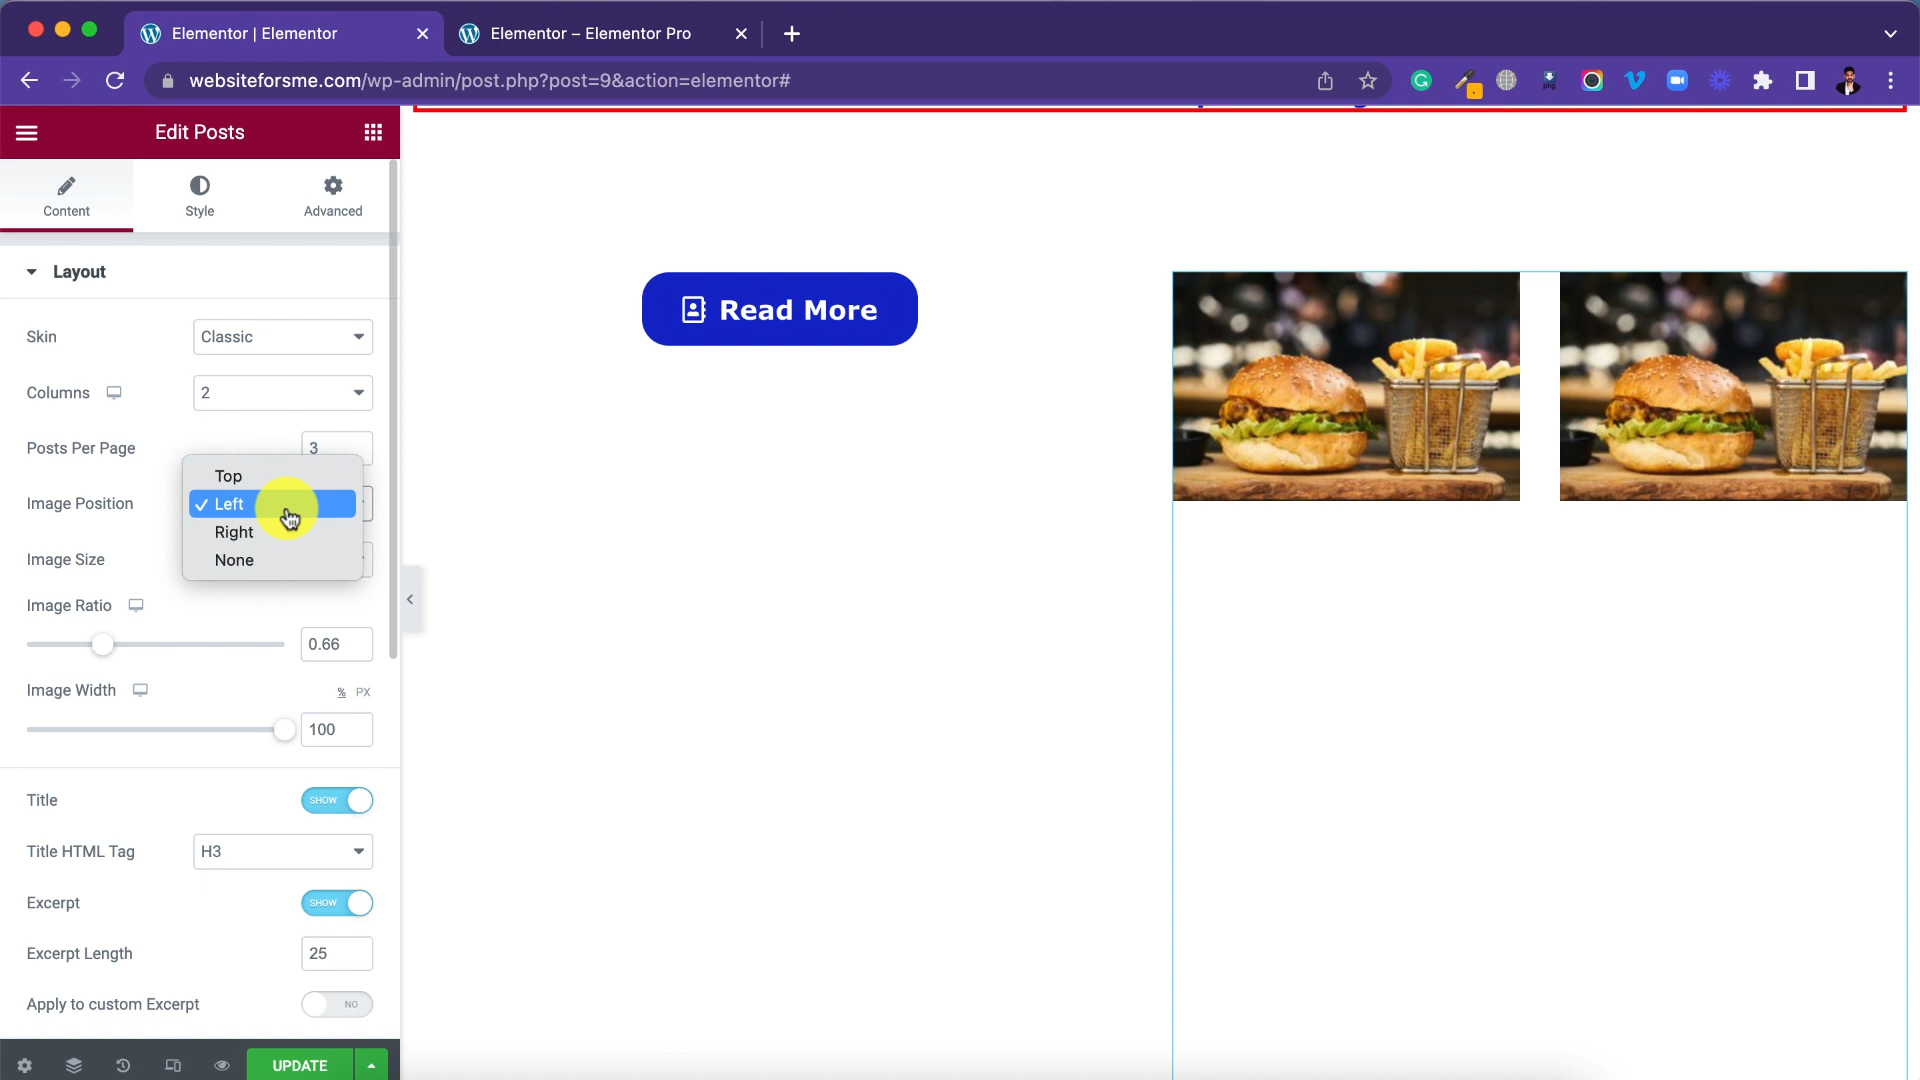 Elementor | Elementor
Elementor – Elementor Pro
websiteforsme.com/wp-admin/post.php?post=9&action=elementor#
Edit Posts
Content
Style
Advanced
Layout
Skin
Classic
Columns
2
Posts Per Page
3
Image Position
Top
Left
Right
None
Image Size
Image Ratio
0.66
Image Width
% PX
100
Title
SHOW
Title HTML Tag
H3
Excerpt
SHOW
Excerpt Length
25
Apply to custom Excerpt
NO
UPDATE
Read More